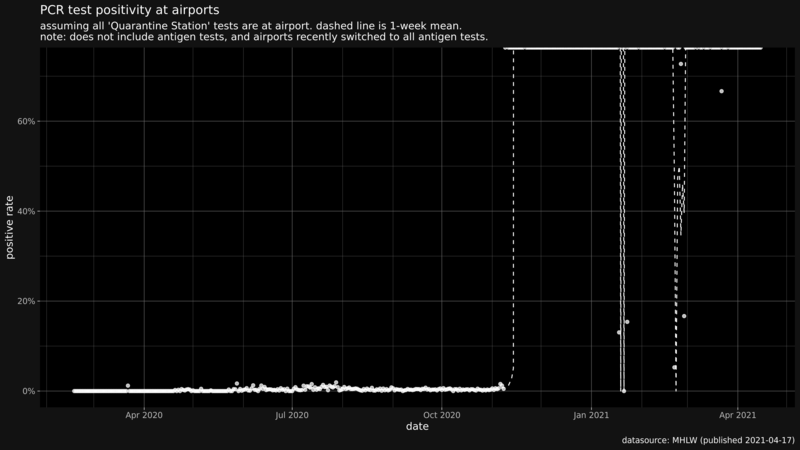 PCR test positivity at airports
assuming all 'Quarantine Station' tests are at airport. dashed line is 1-week mean.
note: does not include antigen tests, and airports recently switched to all antigen tests.
60%
40%
20%
0%
positive rate
Apr 2020
Jul 2020
Oct 2020
Jan 2021
Apr 2021
date
datasource: MHLW (published 2021-04-17)